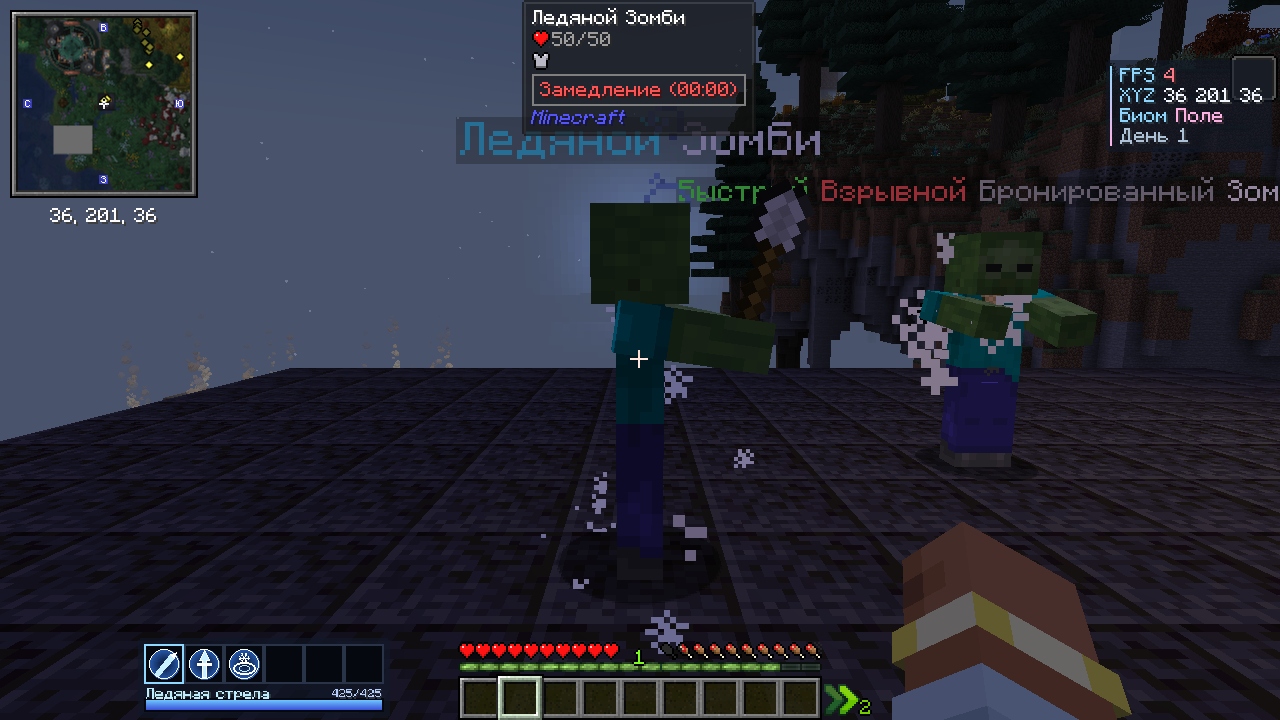 В
С
Ю
З
36, 201, 36
Ледяной Зомби
50/50
Замедление (00:00)
Minecraft
Ледяной Зомби
Быстрый Взрывной Бронированный Зом
FPS 4
XYZ 36 201 36
Биом Поле
День 1
Ледяная стрела 425/425
1
2